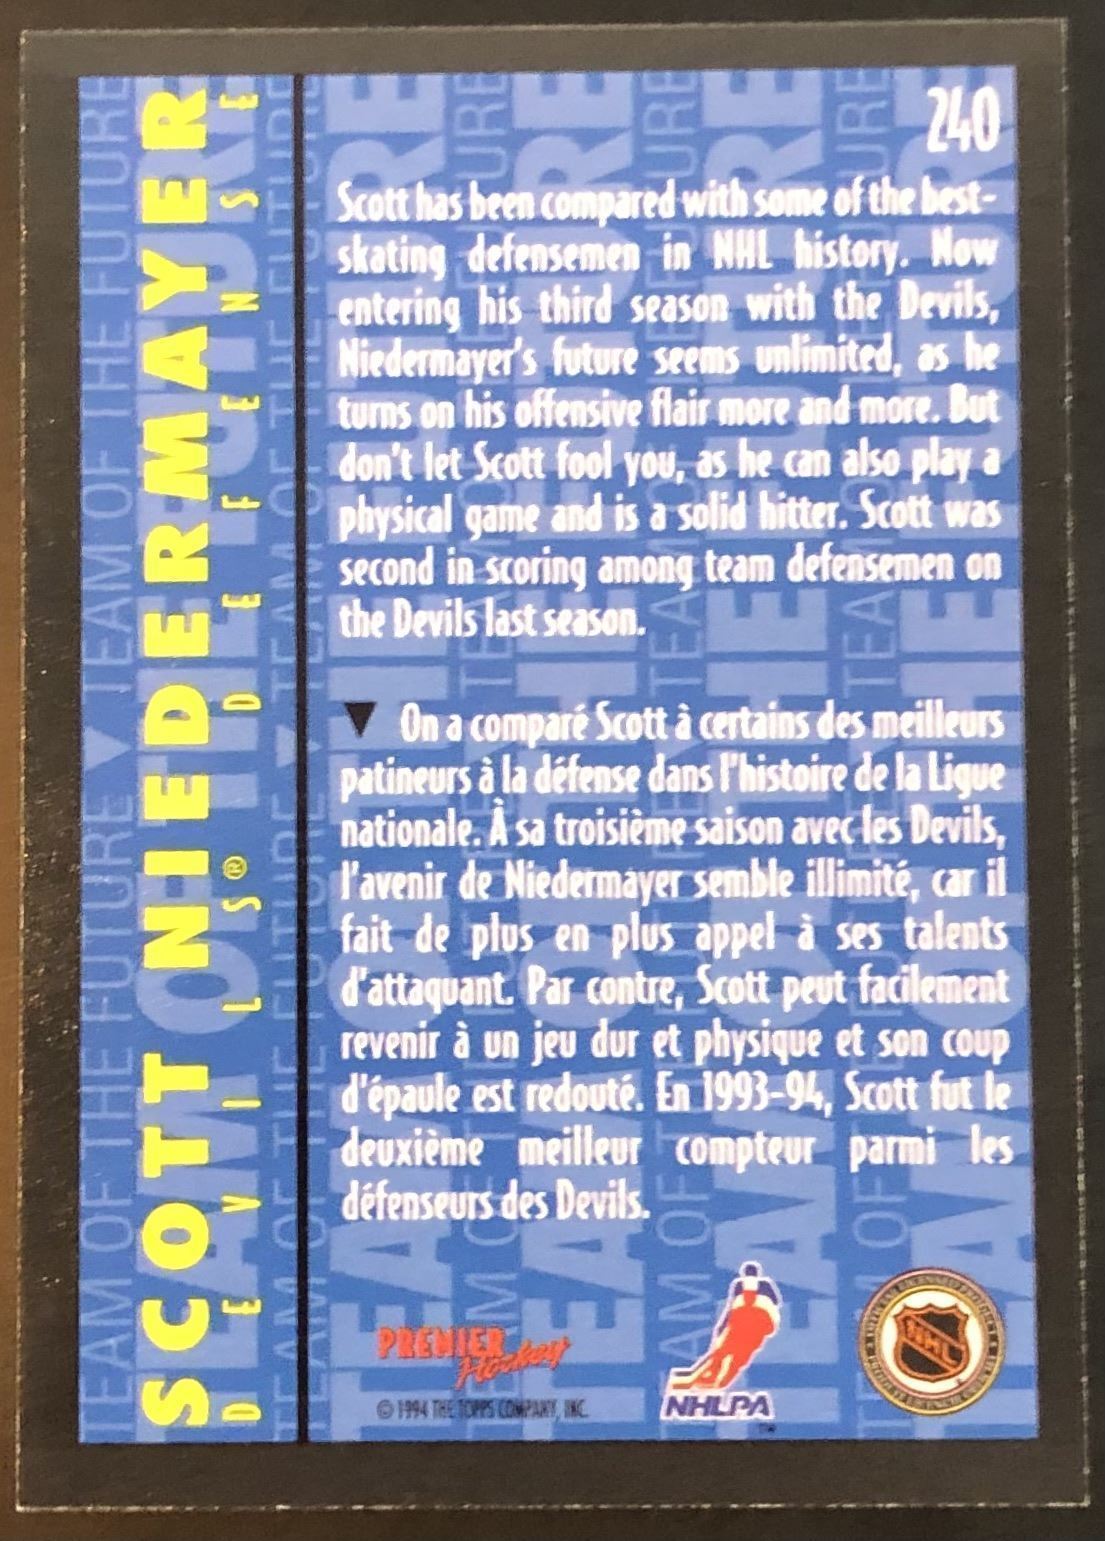 240
SCOTT NIEDERMAYER
DEVILS® DEFENSE
Scott has been compared with some of the best-
skating defensemen in NHL history. Now
entering his third season with the Devils,
Niedermayer's future seems unlimited, as he
turns on his offensive flair more and more. But
don't let Scott fool you, as he can also play a
physical game and is a solid hitter. Scott was
second in scoring among team defensemen on
the Devils last season.
▼ On a comparé Scott à certains des meilleurs
patineurs à la défense dans l'histoire de la Ligue
nationale. À sa troisième saison avec les Devils,
l'avenir de Niedermayer semble illimité, car il
fait de plus en plus appel à ses talents
d'attaquant. Par contre, Scott peut facilement
revenir à un jeu dur et physique et son coup
d'épaule est redouté. En 1993-94, Scott fut le
deuxième meilleur compteur parmi les
défenseurs des Devils.
PREMIER
Hockey
© 1994 THE TOPPS COMPANY, INC.
NHLPA
™
NHL
TEAM OF THE FUTURE